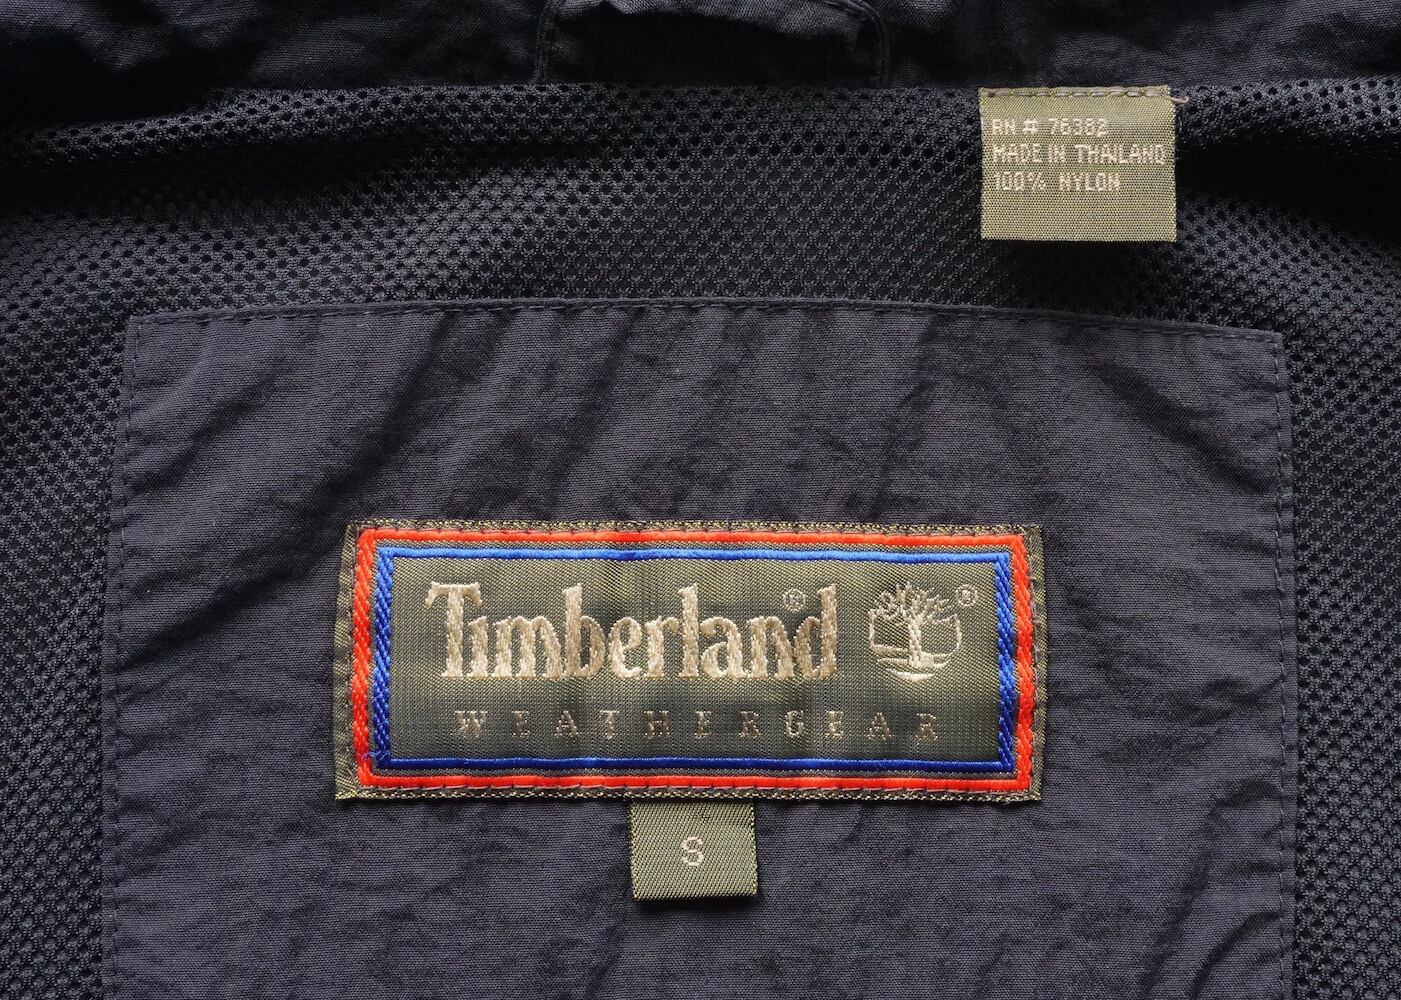 RN # 76382
MADE IN THAILAND
100% NYLON
Timberland® ®
WEATHERGEAR
S